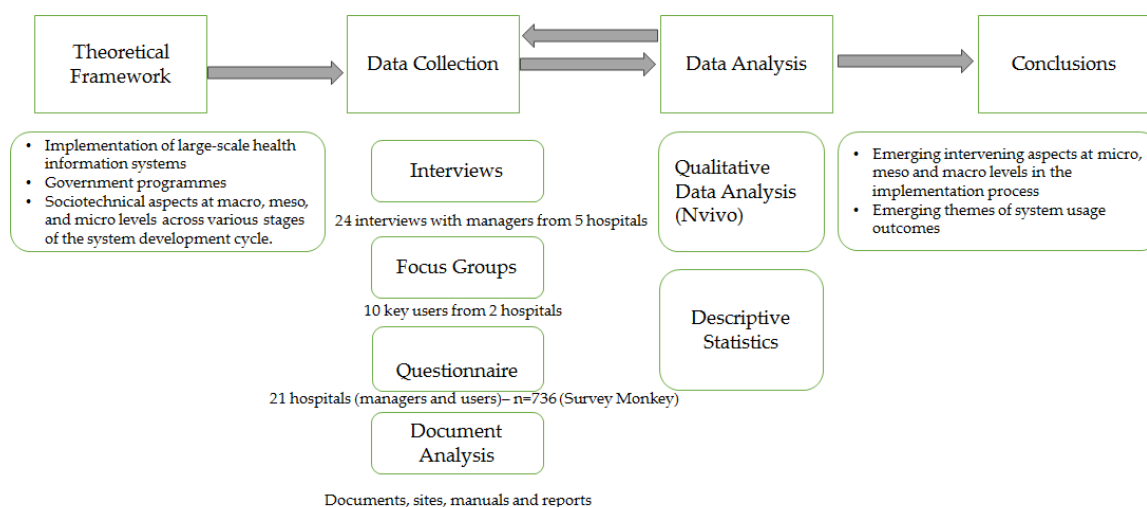 Theoretical
Framework
Data Collection
Data Analysis
Conclusions
• Implementation of large-scale health
information systems
• Government programmes
• Sociotechnical aspects at macro, meso,
and micro levels across various stages
of the system development cycle.
Interviews
24 interviews with managers from 5 hospitals
Focus Groups
10 key users from 2 hospitals
Questionnaire
21 hospitals (managers and users)– n=736 (Survey Monkey)
Document
Analysis
Documents, sites, manuals and reports
Qualitative
Data Analysis
(Nvivo)
Descriptive
Statistics
• Emerging intervening aspects at micro,
meso and macro levels in the
implementation process
• Emerging themes of system usage
outcomes